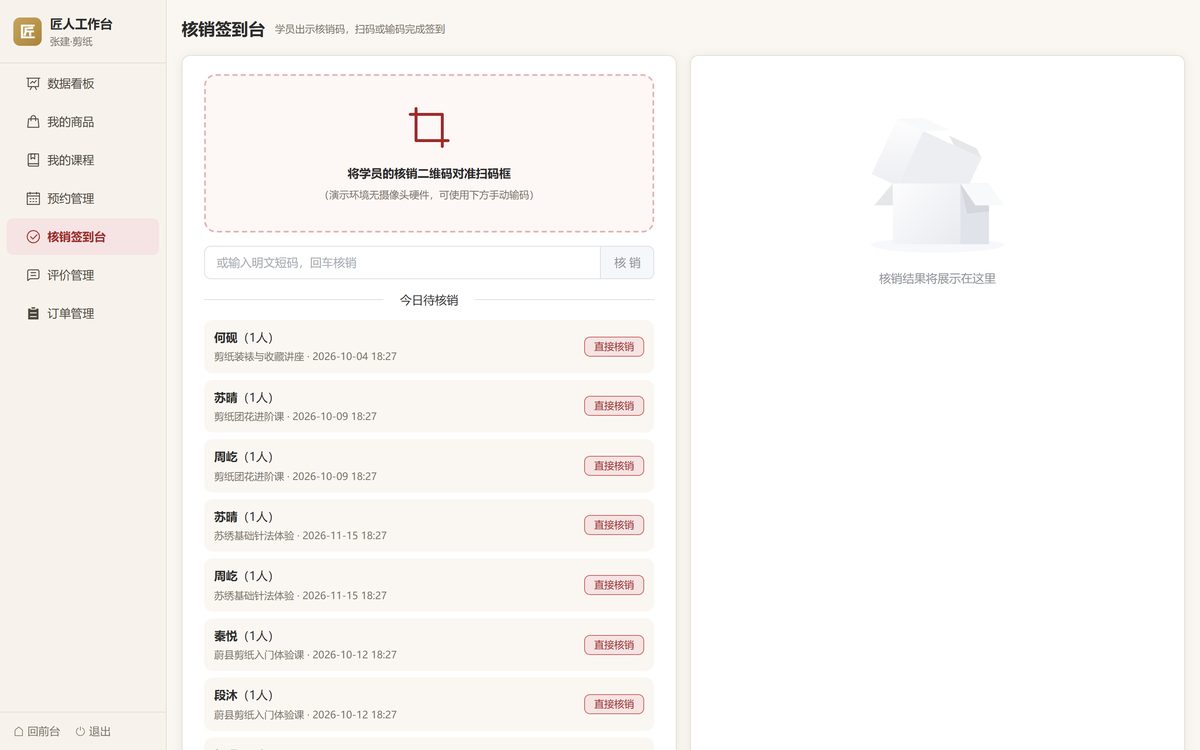 匠
匠人工作台
张建·剪纸
数据看板
我的商品
我的课程
预约管理
核销签到台
评价管理
订单管理
回前台
退出
核销签到台
学员出示核销码，扫码或输码完成签到
将学员的核销二维码对准扫码框
（演示环境无摄像头硬件，可使用下方手动输码）
或输入明文短码，回车核销
核 销
今日待核销
何砚（1人）
剪纸装裱与收藏讲座 · 2026-10-04 18:27
直接核销
苏晴（1人）
剪纸团花进阶课 · 2026-10-09 18:27
直接核销
周屹（1人）
剪纸团花进阶课 · 2026-10-09 18:27
直接核销
苏晴（1人）
苏绣基础针法体验 · 2026-11-15 18:27
直接核销
周屹（1人）
苏绣基础针法体验 · 2026-11-15 18:27
直接核销
秦悦（1人）
蔚县剪纸入门体验课 · 2026-10-12 18:27
直接核销
段沐（1人）
蔚县剪纸入门体验课 · 2026-10-12 18:27
直接核销
核销结果将展示在这里